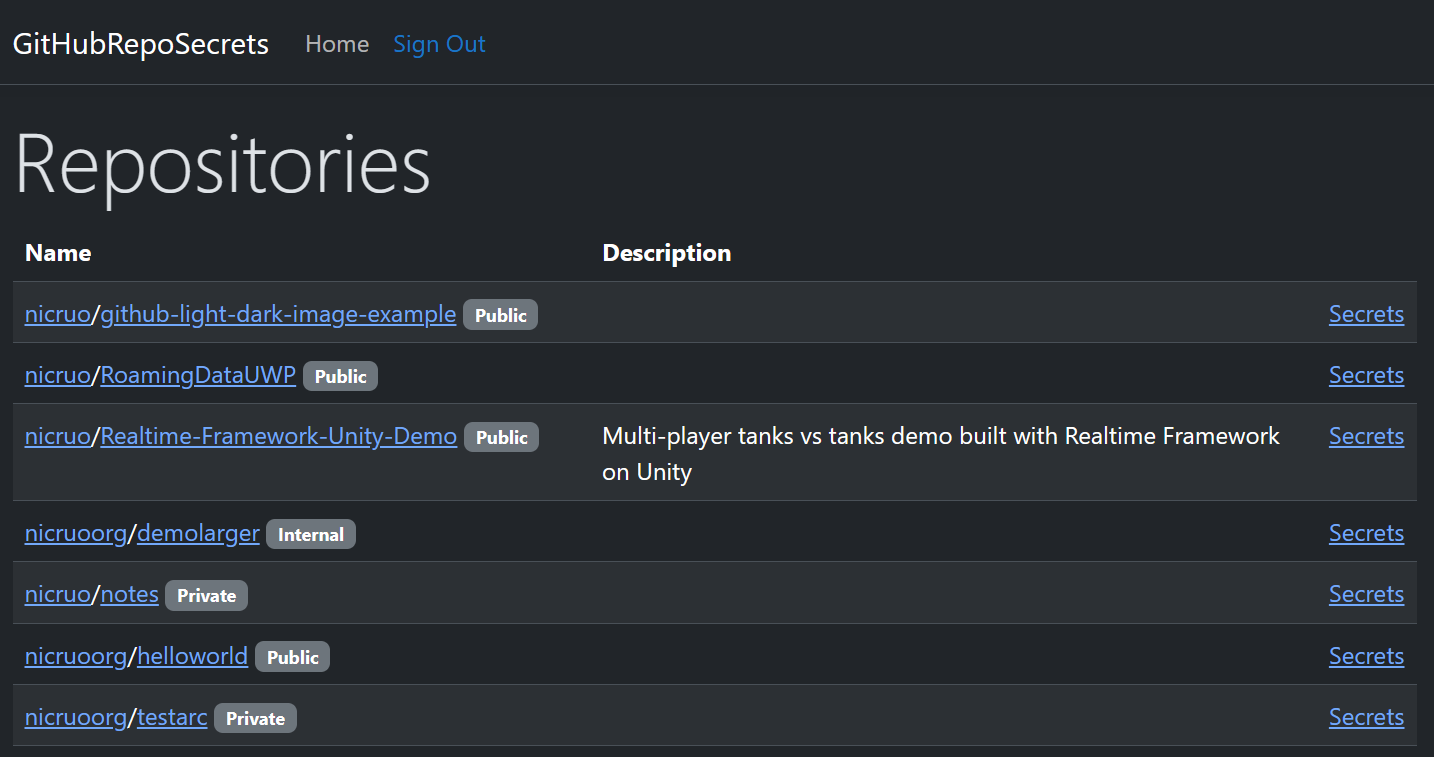 GitHubRepoSecrets Home Sign Out
Repositories
Name Description
nicruo/github-light-dark-image-example Public Secrets
nicruo/RoamingDataUWP Public Secrets
nicruo/Realtime-Framework-Unity-Demo Public Multi-player tanks vs tanks demo built with Realtime Framework Secrets
on Unity
nicruoorg/demolarger Internal Secrets
nicruo/notes Private Secrets
nicruoorg/helloworld Public Secrets
nicruoorg/testarc Private Secrets